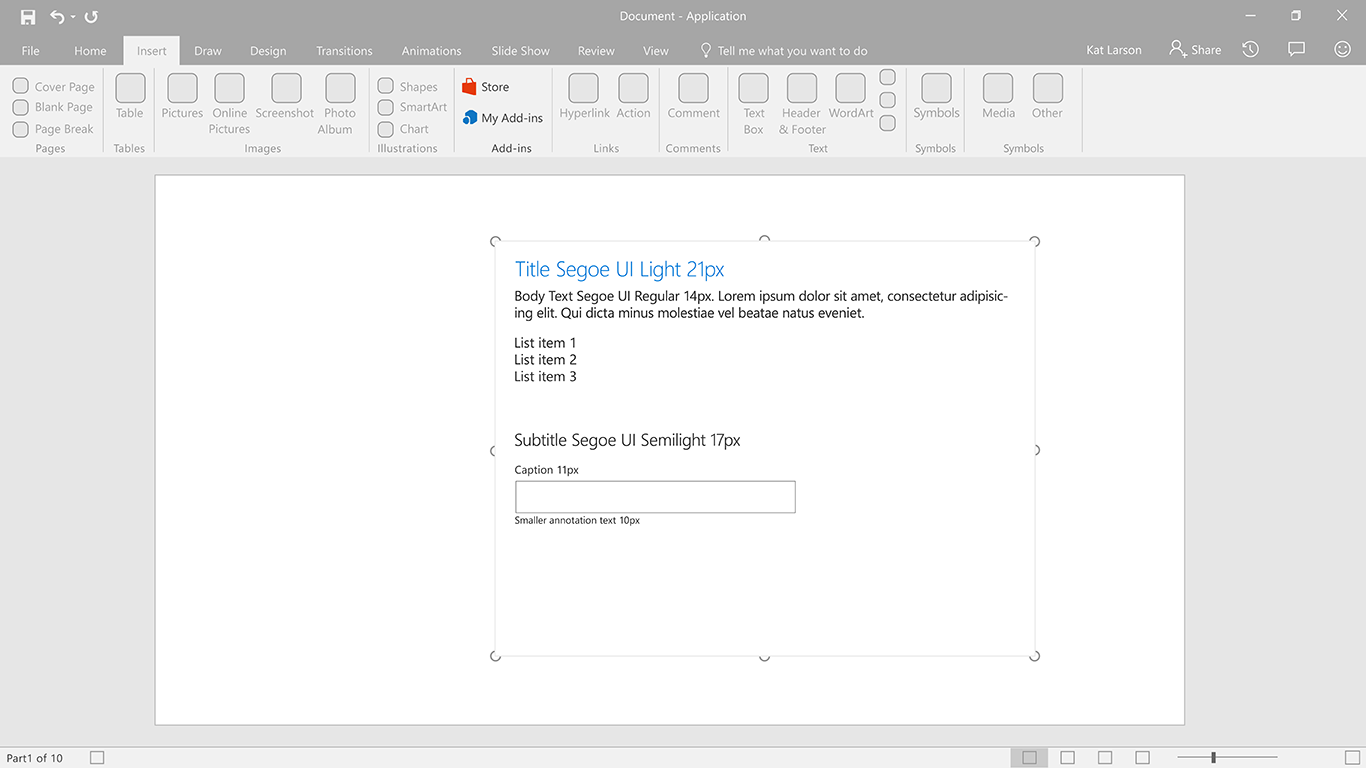 Document - Application
File Home Insert Draw Design Transitions Animations Slide Show Review View Tell me what you want to do Kat Larson Share
Cover Page
Blank Page
Page Break
Pages
Table
Tables
Pictures
Online
Pictures
Screenshot
Photo
Album
Images
Shapes
SmartArt
Chart
Illustrations
Store
My Add-ins
Add-ins
Hyperlink
Action
Links
Comment
Comments
Text
Box
Header
& Footer
WordArt
Text
Symbols
Symbols
Media
Other
Symbols
Title Segoe UI Light 21px
Body Text Segoe UI Regular 14px. Lorem ipsum dolor sit amet, consectetur adipisic-
ing elit. Qui dicta minus molestiae vel beatae natus eveniet.
List item 1
List item 2
List item 3
Subtitle Segoe UI Semilight 17px
Caption 11px
Smaller annotation text 10px
Part1 of 10